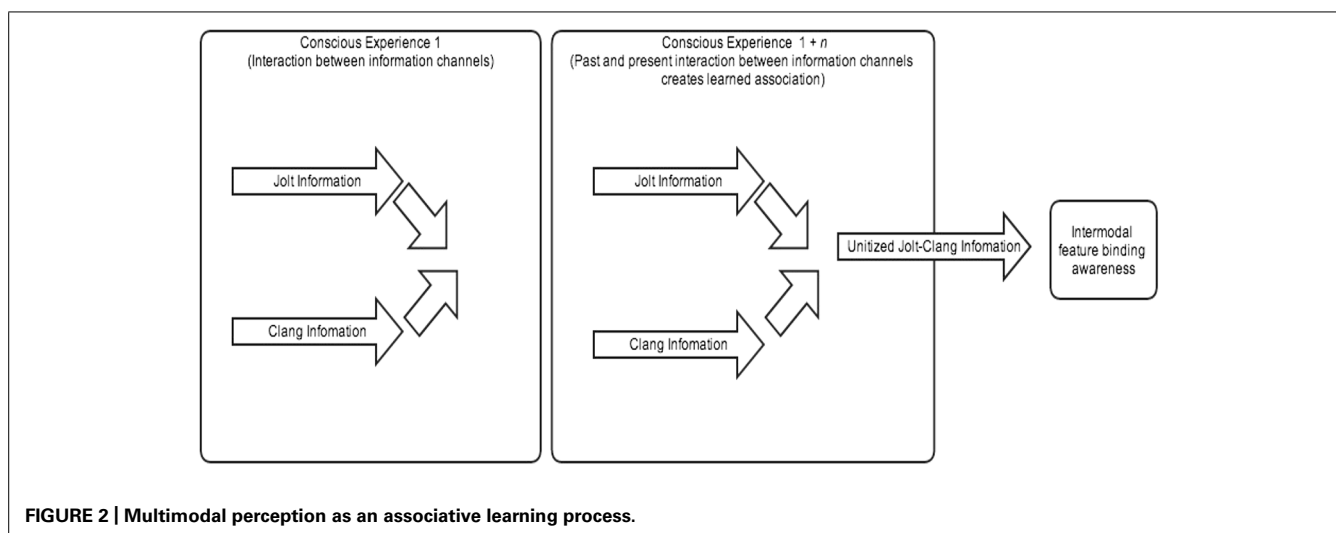 Conscious Experience 1
(Interaction between information channels)
Jolt Information
Clang Infomation
Conscious Experience 1 + n
(Past and present interaction between information channels
creates learned association)
Jolt Information
Clang Infomation
Unitized Jolt-Clang Infomation
Intermodal
feature binding
awareness
FIGURE 2 | Multimodal perception as an associative learning process.